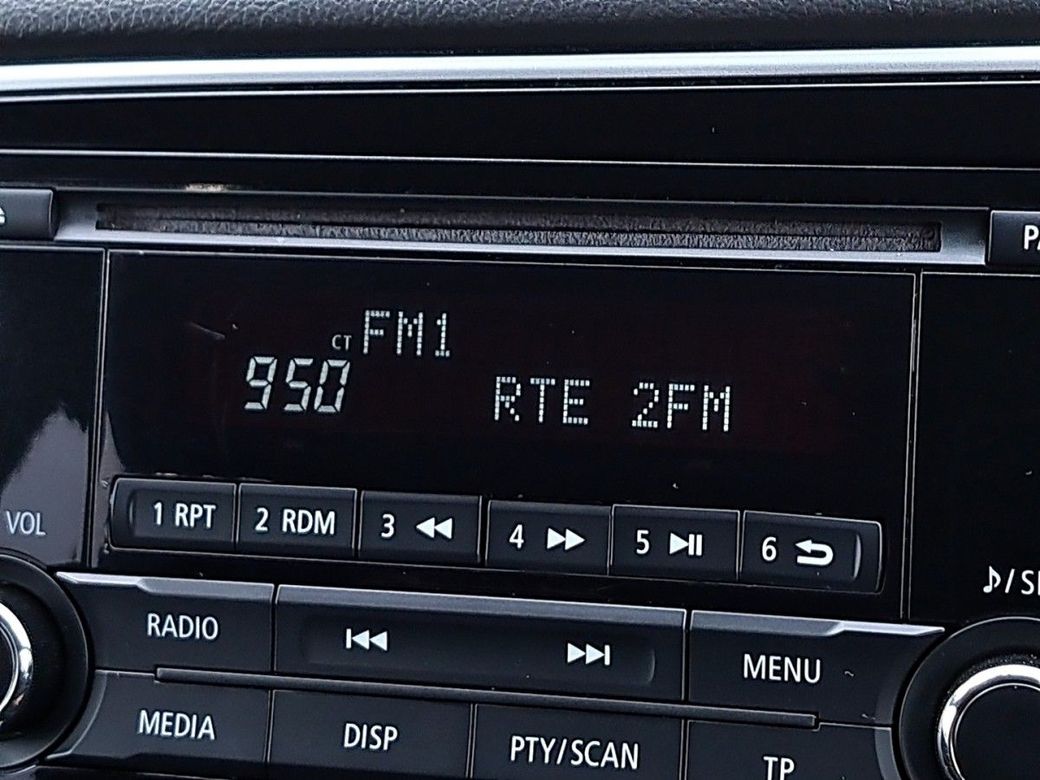 CT FM1
950 RTE 2FM
1 RPT 2 RDM 3 4 5 6
VOL
RADIO
MENU
MEDIA DISP PTY/SCAN TP